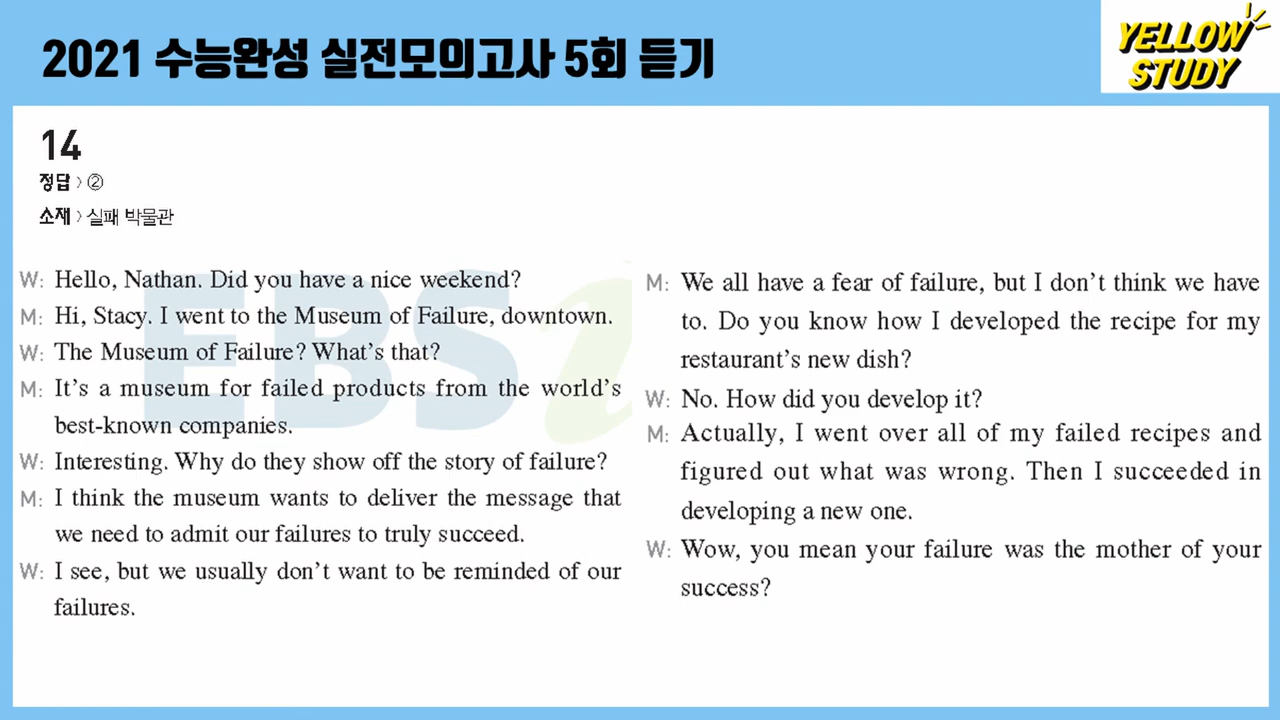 2021 수능완성 실전모의고사 5회 듣기
YELLOW
STUDY
14
정답 > ②
소재 > 실패 박물관
W: Hello, Nathan. Did you have a nice weekend?
M: Hi, Stacy. I went to the Museum of Failure, downtown.
W: The Museum of Failure? What's that?
M: It's a museum for failed products from the world's
best-known companies.
W: Interesting. Why do they show off the story of failure?
M: I think the museum wants to deliver the message that
we need to admit our failures to truly succeed.
W: I see, but we usually don't want to be reminded of our
failures.
M: We all have a fear of failure, but I don't think we have
to. Do you know how I developed the recipe for my
restaurant's new dish?
W: No. How did you develop it?
M: Actually, I went over all of my failed recipes and
figured out what was wrong. Then I succeeded in
developing a new one.
W: Wow, you mean your failure was the mother of your
success?
EBSi